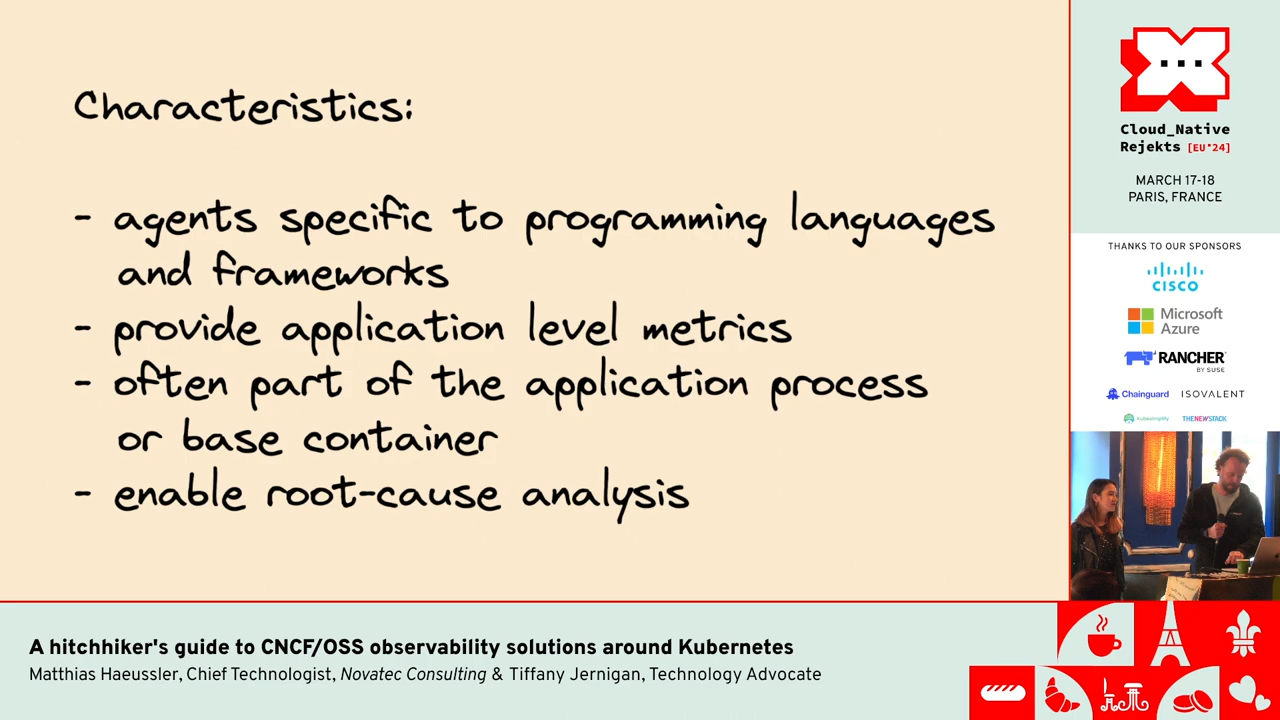 Characteristics:
- agents specific to programming languages
and frameworks
- provide application level metrics
- often part of the application process
or base container
- enable root-cause analysis
Cloud_Native
Rejekts [EU'24]
MARCH 17-18
PARIS, FRANCE
THANKS TO OUR SPONSORS
CISCO
Microsoft
Azure
RANCHER
BY SUSE
Chainguard ISOVALENT
Kubesimplify THENEWSTACK
A hitchhiker's guide to CNCF/OSS observability solutions around Kubernetes
Matthias Haeussler, Chief Technologist, Novatec Consulting & Tiffany Jernigan, Technology Advocate